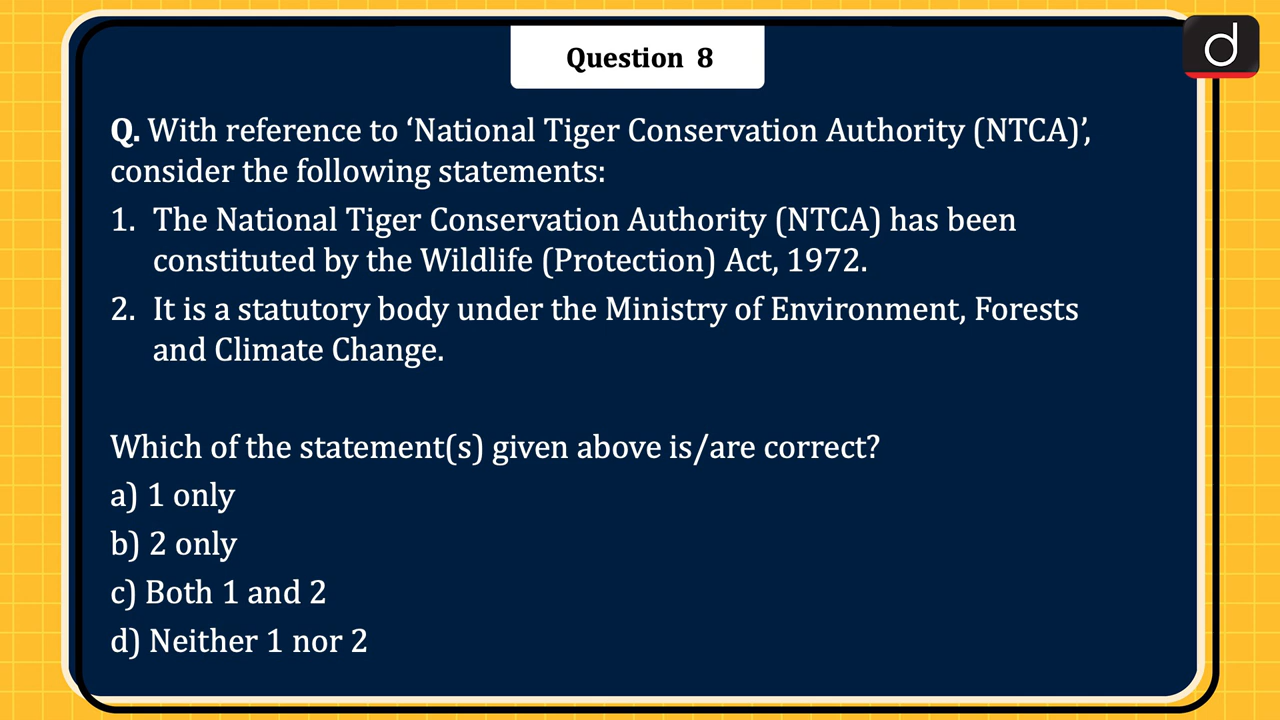 Question 8
d
Q. With reference to ‘National Tiger Conservation Authority (NTCA)’,
consider the following statements:
1. The National Tiger Conservation Authority (NTCA) has been
constituted by the Wildlife (Protection) Act, 1972.
2. It is a statutory body under the Ministry of Environment, Forests
and Climate Change.
Which of the statement(s) given above is/are correct?
a) 1 only
b) 2 only
c) Both 1 and 2
d) Neither 1 nor 2